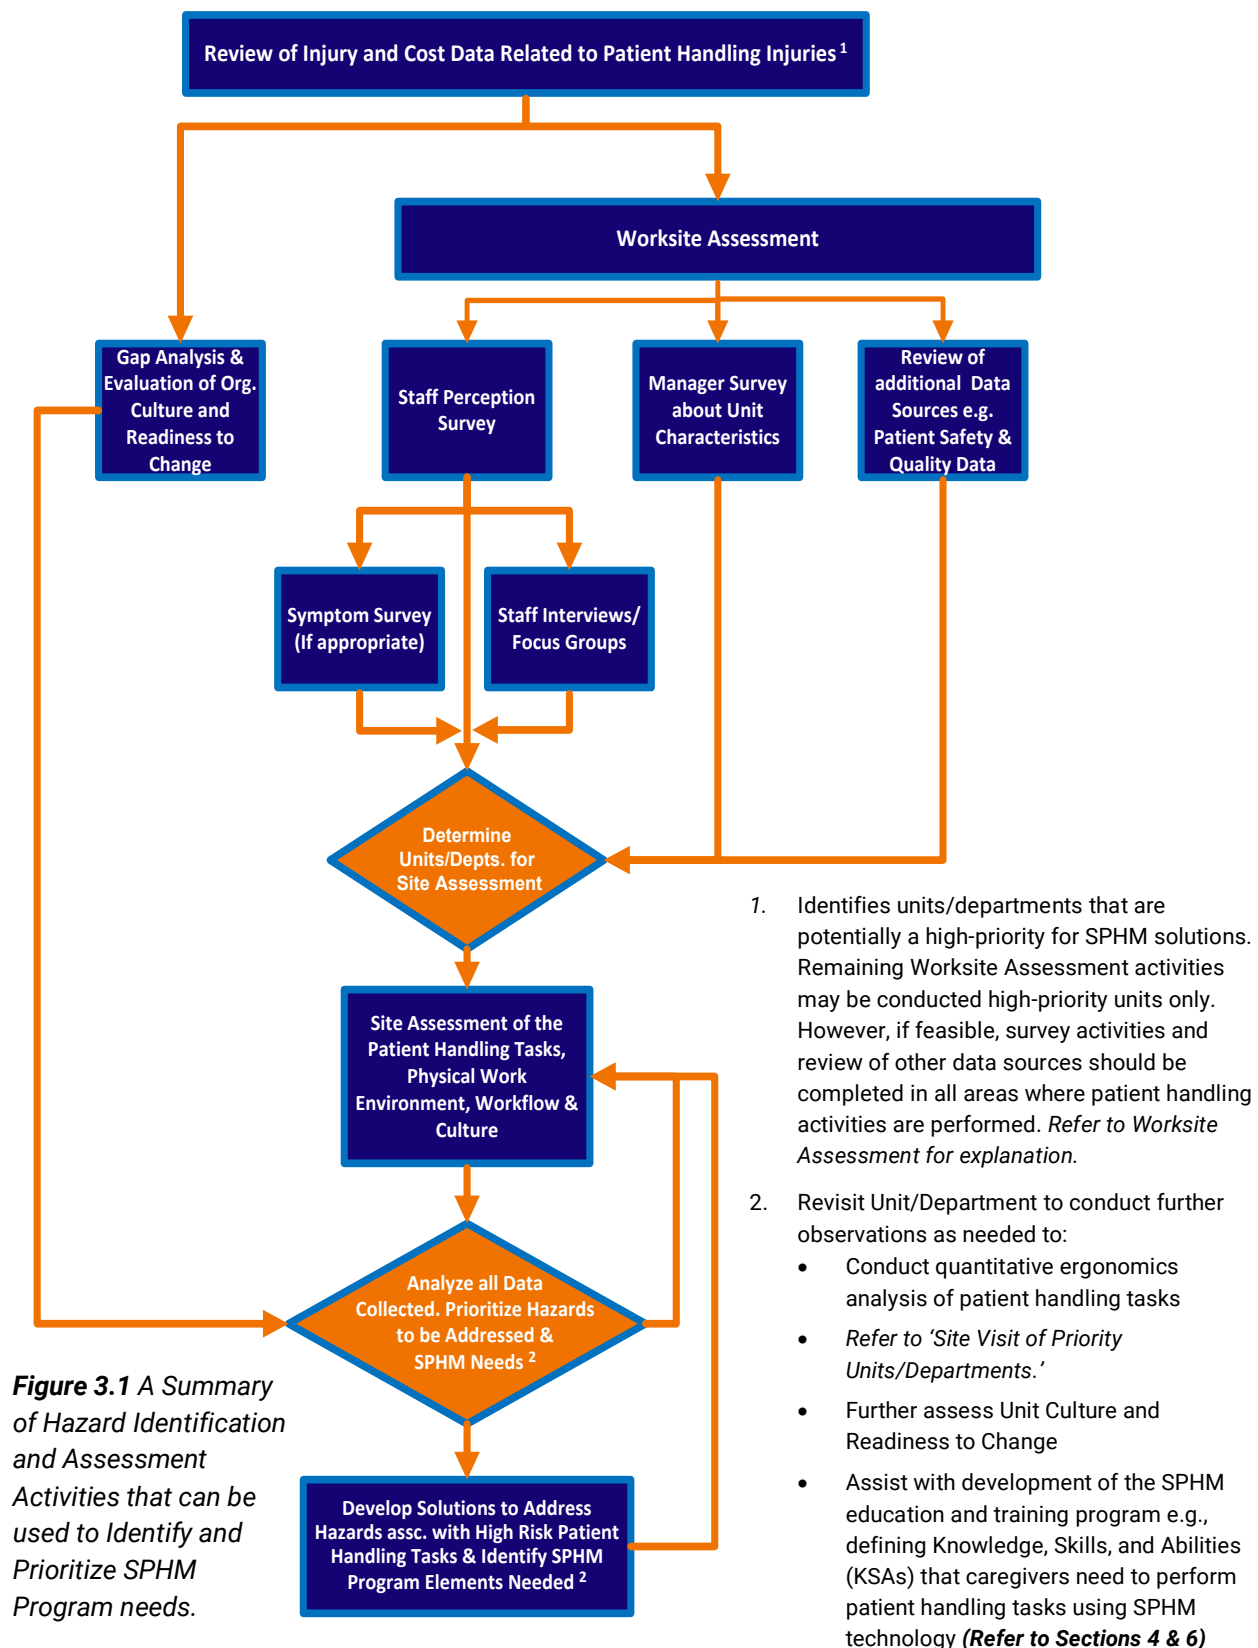 Review of Injury and Cost Data Related to Patient Handling Injuries 1
Worksite Assessment
Gap Analysis &
Evaluation of Org.
Culture and
Readiness to
Change
Staff Perception
Survey
Manager Survey
about Unit
Characteristics
Review of
additional Data
Sources e.g.
Patient Safety &
Quality Data
Symptom Survey
(If appropriate)
Staff Interviews/
Focus Groups
Determine
Units/Depts. for
Site Assessment
Site Assessment of the
Patient Handling Tasks,
Physical Work
Environment, Workflow &
Culture
Analyze all Data
Collected. Prioritize Hazards
to be Addressed &
SPHM Needs 2
Develop Solutions to Address
Hazards assc. with High Risk Patient
Handling Tasks & Identify SPHM
Program Elements Needed 2
1. Identifies units/departments that are
potentially a high-priority for SPHM solutions.
Remaining Worksite Assessment activities
may be conducted high-priority units only.
However, if feasible, survey activities and
review of other data sources should be
completed in all areas where patient handling
activities are performed. Refer to Worksite
Assessment for explanation.
2. Revisit Unit/Department to conduct further
observations as needed to:
• Conduct quantitative ergonomics
analysis of patient handling tasks
• Refer to ‘Site Visit of Priority
Units/Departments.’
• Further assess Unit Culture and
Readiness to Change
• Assist with development of the SPHM
education and training program e.g.,
defining Knowledge, Skills, and Abilities
(KSAs) that caregivers need to perform
patient handling tasks using SPHM
technology (Refer to Sections 4 & 6)
Figure 3.1 A Summary
of Hazard Identification
and Assessment
Activities that can be
used to Identify and
Prioritize SPHM
Program needs.